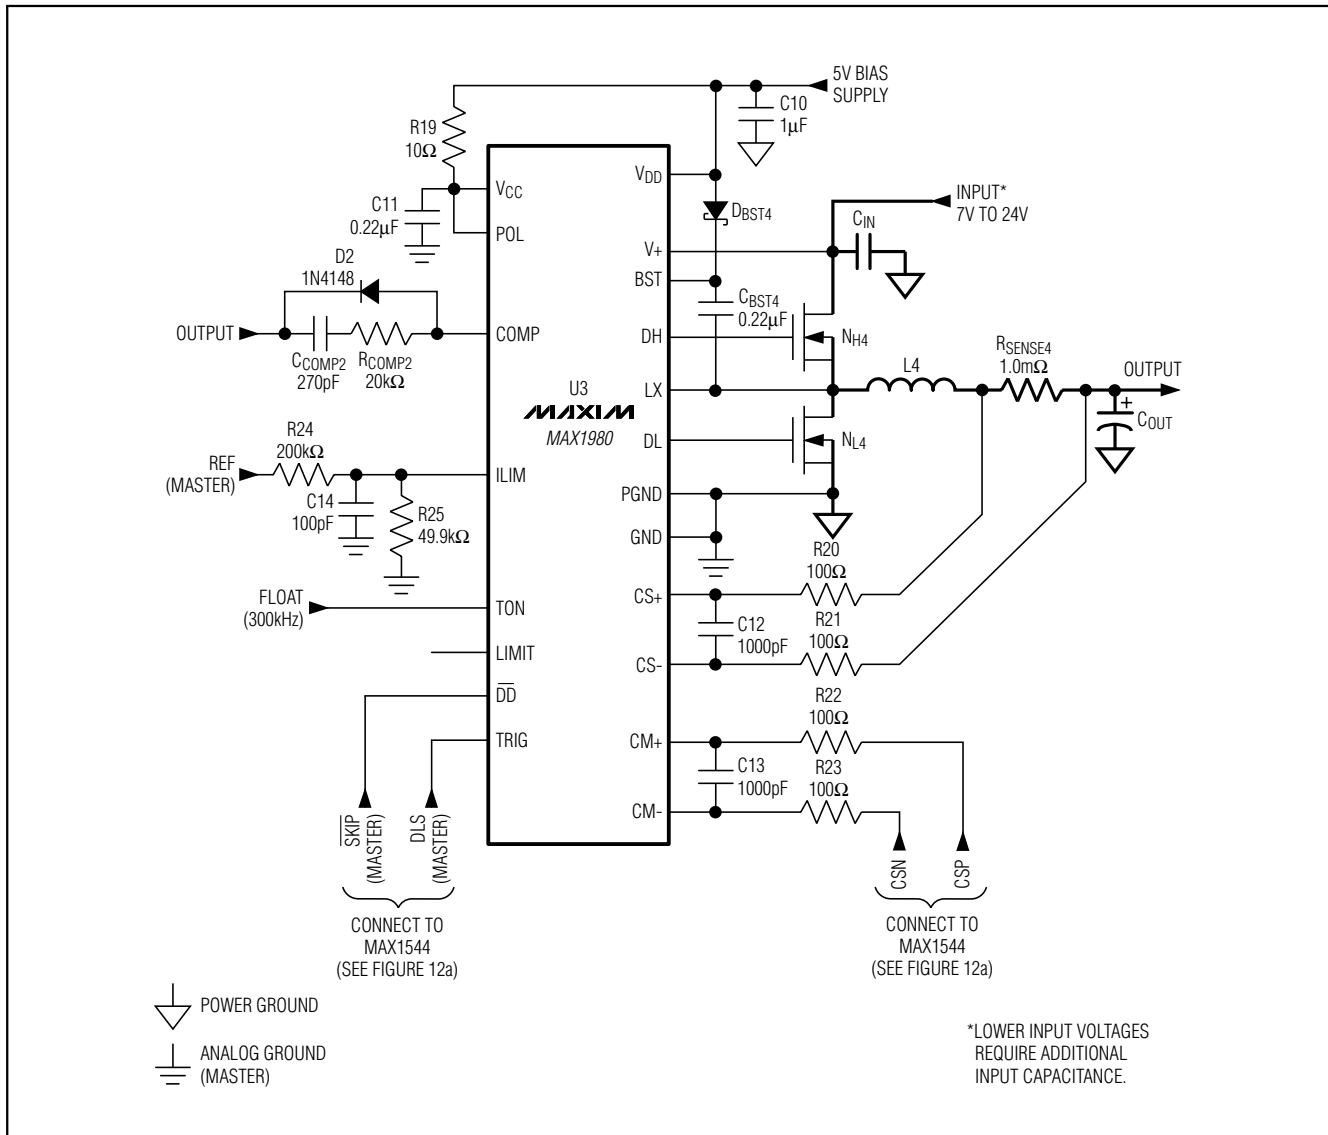 5V BIAS
SUPPLY
C10
1µF
R19
10Ω
VDD
VCC
C11
0.22µF
POL
DBST4
INPUT*
7V TO 24V
CIN
V+
D2
1N4148
BST
CBST4
0.22µF
OUTPUT
COMP
DH
NH4
CCOMP2
270pF
RCOMP2
20kΩ
RSENSE4
1.0mΩ
L4
OUTPUT
U3
MAXIM
MAX1980
LX
+
COUT
DL
NL4
R24
200kΩ
REF
(MASTER)
ILIM
C14
100pF
R25
49.9kΩ
PGND
GND
R20
100Ω
CS+
FLOAT
(300kHz)
TON
C12
1000pF
R21
100Ω
LIMIT
CS-
DD
R22
100Ω
TRIG
CM+
C13
1000pF
R23
100Ω
CM-
SKIP
(MASTER)
DLS
(MASTER)
CSN
CSP
CONNECT TO
MAX1544
(SEE FIGURE 12a)
CONNECT TO
MAX1544
(SEE FIGURE 12a)
POWER GROUND
ANALOG GROUND
(MASTER)
*LOWER INPUT VOLTAGES
REQUIRE ADDITIONAL
INPUT CAPACITANCE.